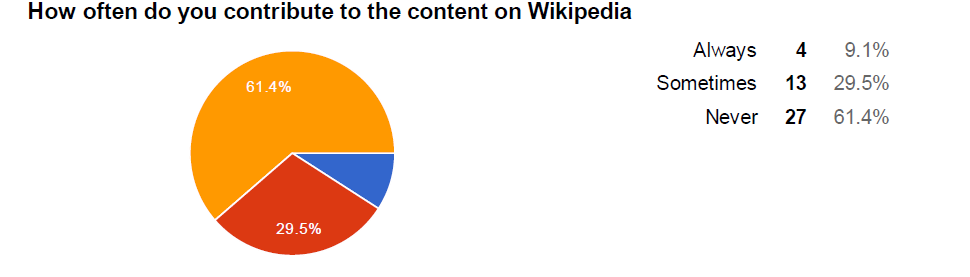 How often do you contribute to the content on Wikipedia
Always 4 9.1%
Sometimes 13 29.5%
Never 27 61.4%
61.4%
29.5%